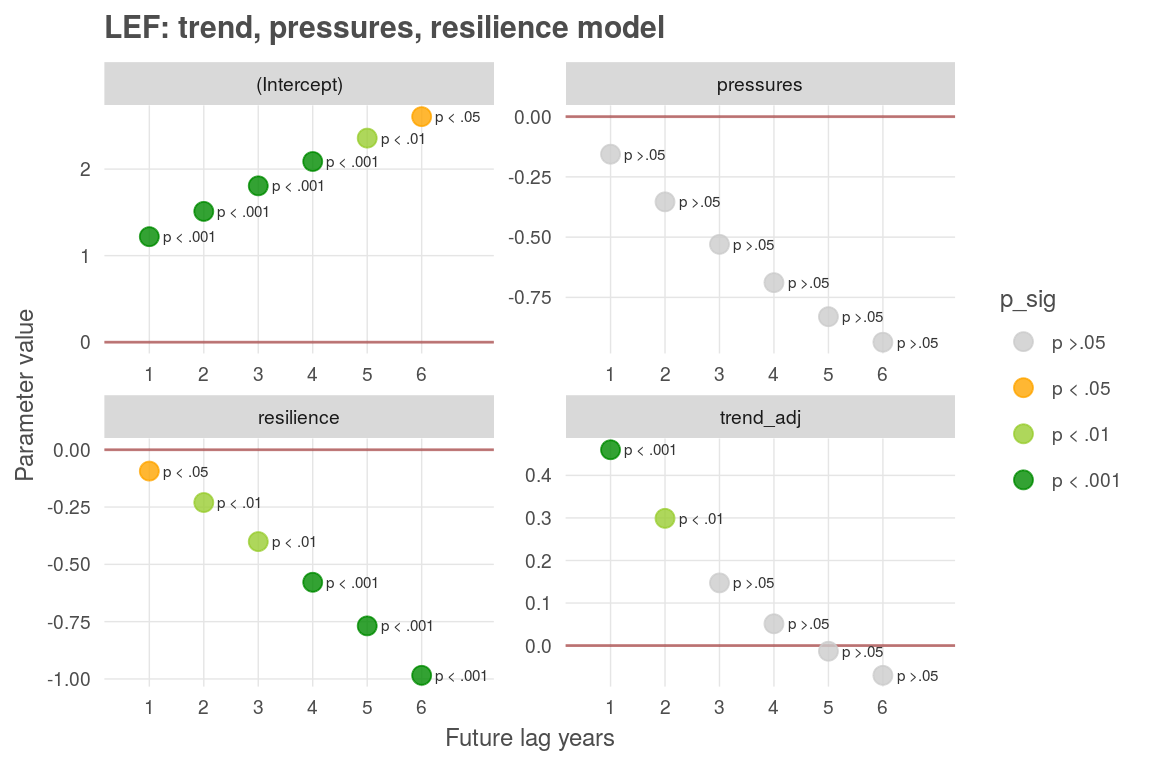 LEF: trend, pressures, resilience model
(Intercept)
p < .05
p < .01
p < .001
p < .001
p < .001
p < .001
2
1
0
1 2 3 4 5 6
pressures
0.00
-0.25
-0.50
-0.75
p >.05
p >.05
p >.05
p >.05
p >.05
p >.05
1 2 3 4 5 6
Parameter value
resilience
0.00
-0.25
-0.50
-0.75
-1.00
p < .05
p < .01
p < .01
p < .001
p < .001
p < .001
1 2 3 4 5 6
trend_adj
0.4
0.3
0.2
0.1
0.0
p < .001
p < .01
p >.05
p >.05
p >.05
p >.05
1 2 3 4 5 6
Future lag years
p_sig
p >.05
p < .05
p < .01
p < .001